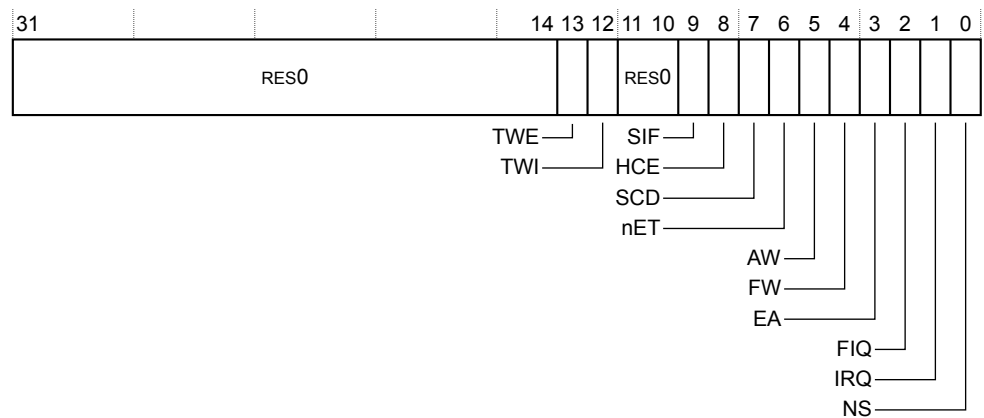 31 14 13 12 11 10 9 8 7 6 5 4 3 2 1 0
RES0 RES0
TWE SIF
TWI HCE
SCD
nET
AW
FW
EA
FIQ
IRQ
NS